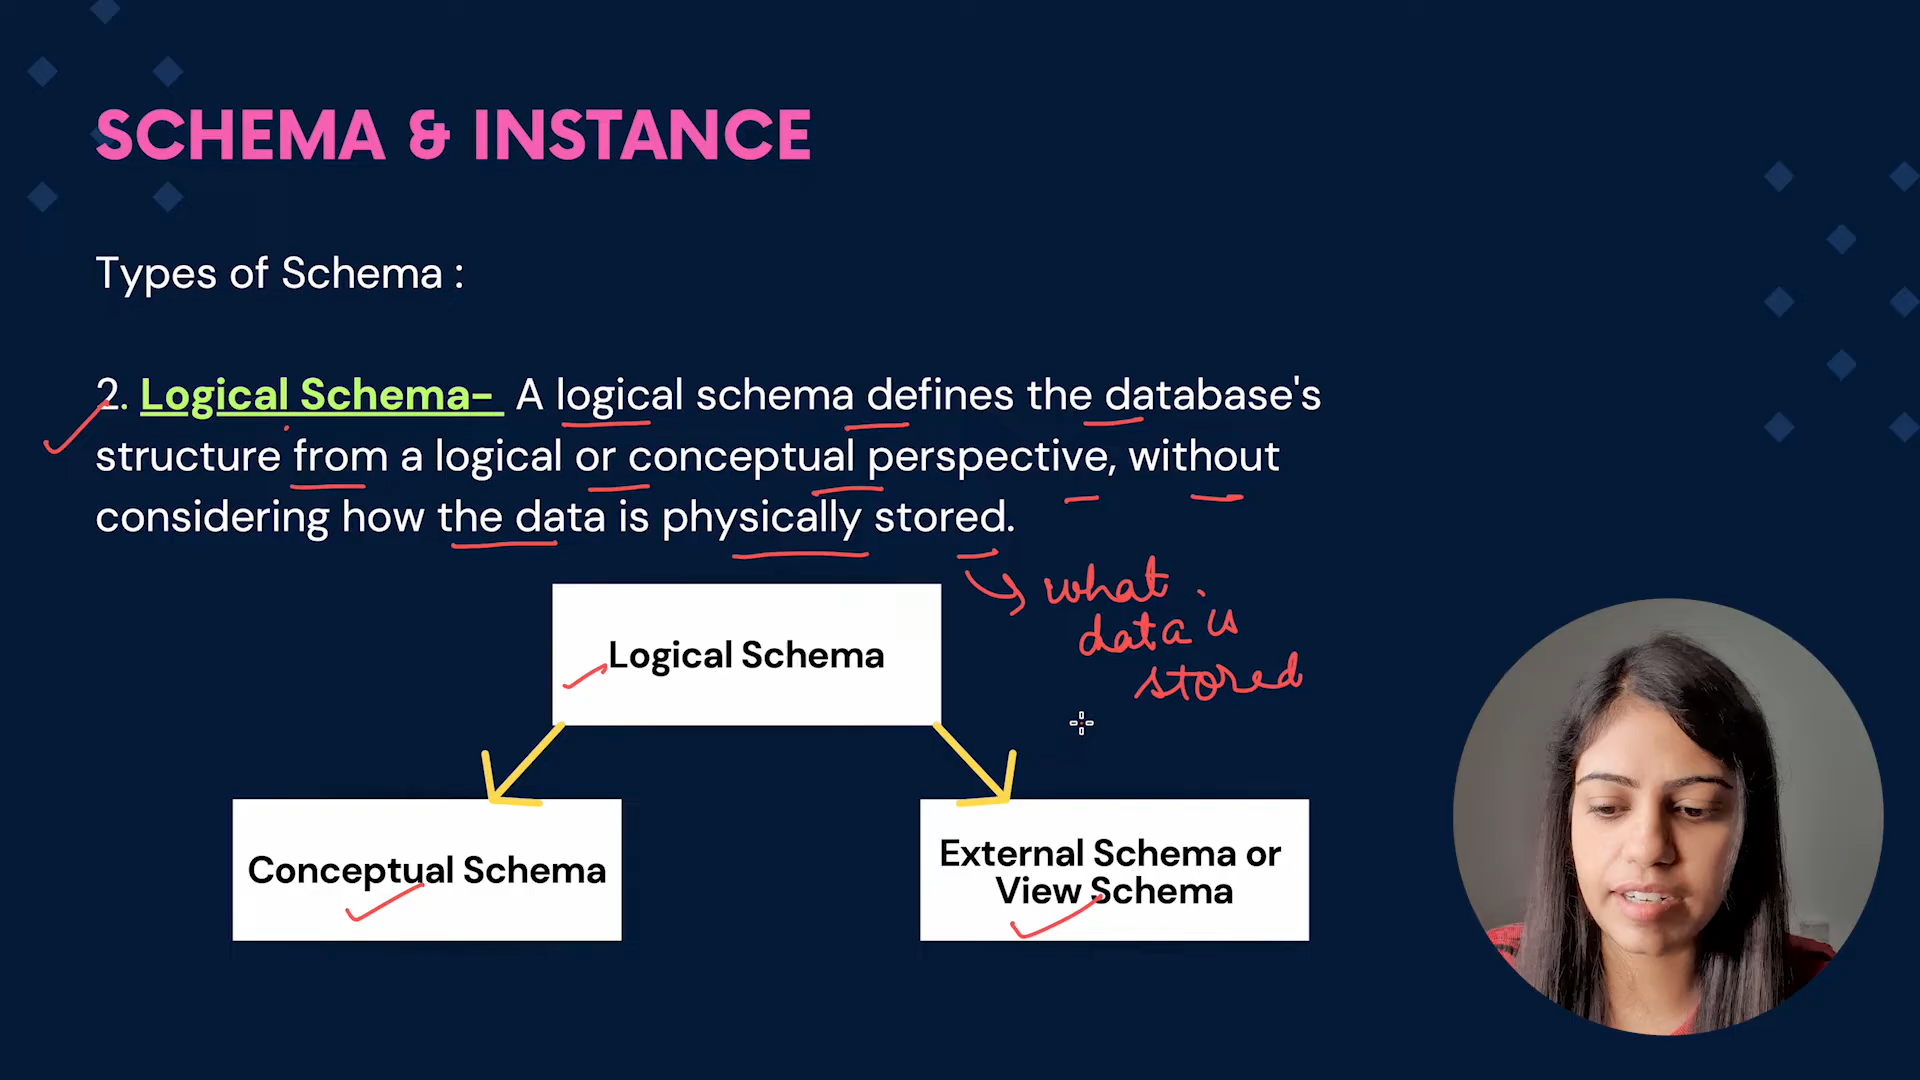 SCHEMA & INSTANCE
Types of Schema :
2. Logical Schema- A logical schema defines the database's
structure from a logical or conceptual perspective, without
considering how the data is physically stored.
what
data is
stored
Logical Schema
Conceptual Schema
External Schema or
View Schema